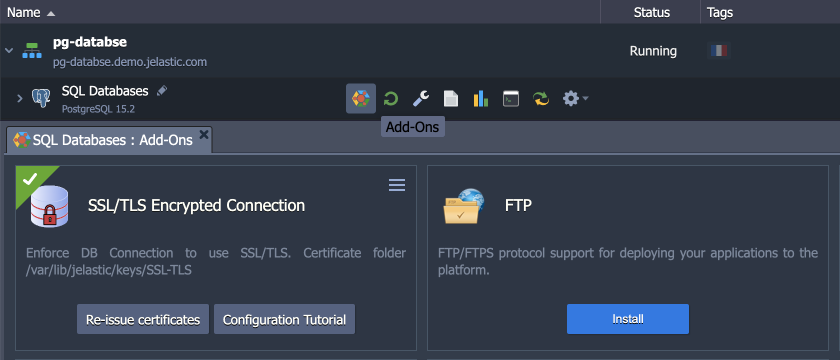 Name Status Tags
pg-databse
pg-databse.demo.jelastic.com
Running
SQL Databases
PostgreSQL 15.2
Add-Ons
SQL Databases : Add-Ons
SSL/TLS Encrypted Connection
Enforce DB Connection to use SSL/TLS. Certificate folder
/var/lib/jelastic/keys/SSL-TLS
Re-issue certificates
Configuration Tutorial
FTP
FTP/FTPS protocol support for deploying your applications to the
platform.
Install